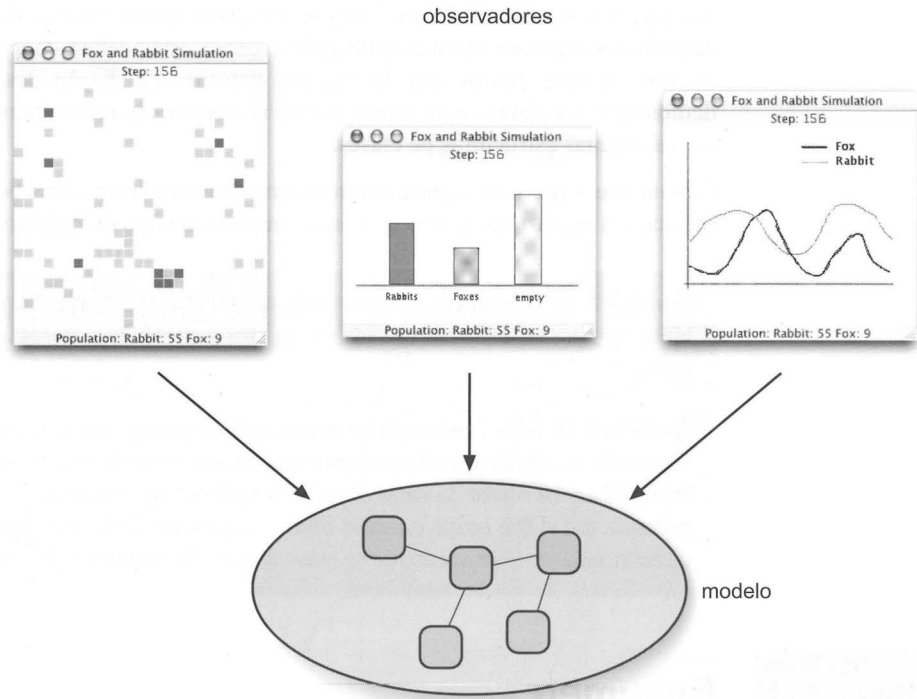 observadores
Fox and Rabbit Simulation
Step: 156
Population: Rabbit: 55 Fox: 9
Fox and Rabbit Simulation
Step: 156
Rabbits
Foxes
empty
Population: Rabbit: 55 Fox: 9
Fox and Rabbit Simulation
Step: 156
Fox
Rabbit
Population: Rabbit: 55 Fox: 9
modelo